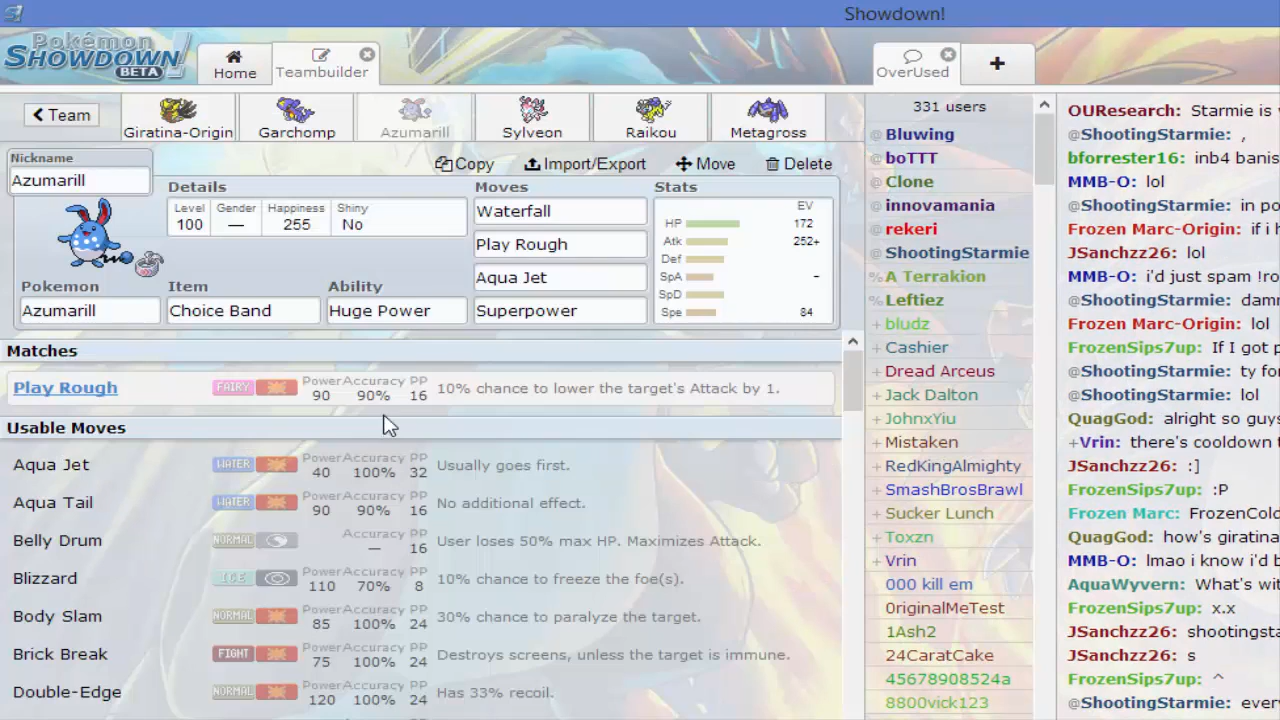 Showdown!
Pokémon
SHOWDOWN!
BETA
Home
Teambuilder
OverUsed
+
Team
Giratina-Origin
Garchomp
Azumarill
Sylveon
Raikou
Metagross
Copy
Import/Export
Move
Delete
Nickname
Azumarill
Details
Level
100
Gender
—
Happiness
255
Shiny
No
Pokemon
Azumarill
Item
Choice Band
Ability
Huge Power
Moves
Waterfall
Play Rough
Aqua Jet
Superpower
Stats
EV
HP 172
Atk 252+
Def
SpA -
SpD
Spe 84
Matches
Play Rough FAIRY Power 90 Accuracy 90% PP 16 10% chance to lower the target's Attack by 1.
Usable Moves
Aqua Jet WATER Power 40 Accuracy 100% PP 32 Usually goes first.
Aqua Tail WATER Power 90 Accuracy 90% PP 16 No additional effect.
Belly Drum NORMAL Accuracy — PP 16 User loses 50% max HP. Maximizes Attack.
Blizzard ICE Power 110 Accuracy 70% PP 8 10% chance to freeze the foe(s).
Body Slam NORMAL Power 85 Accuracy 100% PP 24 30% chance to paralyze the target.
Brick Break FIGHT Power 75 Accuracy 100% PP 24 Destroys screens, unless the target is immune.
Double-Edge NORMAL Power 120 Accuracy 100% PP 24 Has 33% recoil.
331 users
@Bluwing
@boTTT
@Clone
@innovamania
@rekeri
@ShootingStarmie
%A Terrakion
%Leftiez
+bludz
+Cashier
+Dread Arceus
+Jack Dalton
+JohnxYiu
+Mistaken
+RedKingAlmighty
+SmashBrosBrawl
+Sucker Lunch
+Toxzn
+Vrin
000 kill em
0riginalMeTest
1Ash2
24CaratCake
45678908524a
8800vick123
OUResearch: Starmie is
@ShootingStarmie: ,
bforrester16: inb4 banis
MMB-O: lol
@ShootingStarmie: in po
Frozen Marc-Origin: if i h
JSanchzz26: lol
MMB-O: i'd just spam !ro
@ShootingStarmie: damr
Frozen Marc-Origin: lol
FrozenSips7up: If I got p
@ShootingStarmie: ty for
@ShootingStarmie: lol
QuagGod: alright so guys
+Vrin: there's cooldown t
JSanchzz26: :]
FrozenSips7up: :P
Frozen Marc: FrozenCold
QuagGod: how's giratina
MMB-O: lmao i know i'd b
AquaWyvern: What's wit
FrozenSips7up: x.x
JSanchzz26: shootingsta
JSanchzz26: s
FrozenSips7up: ^
@ShootingStarmie: ever